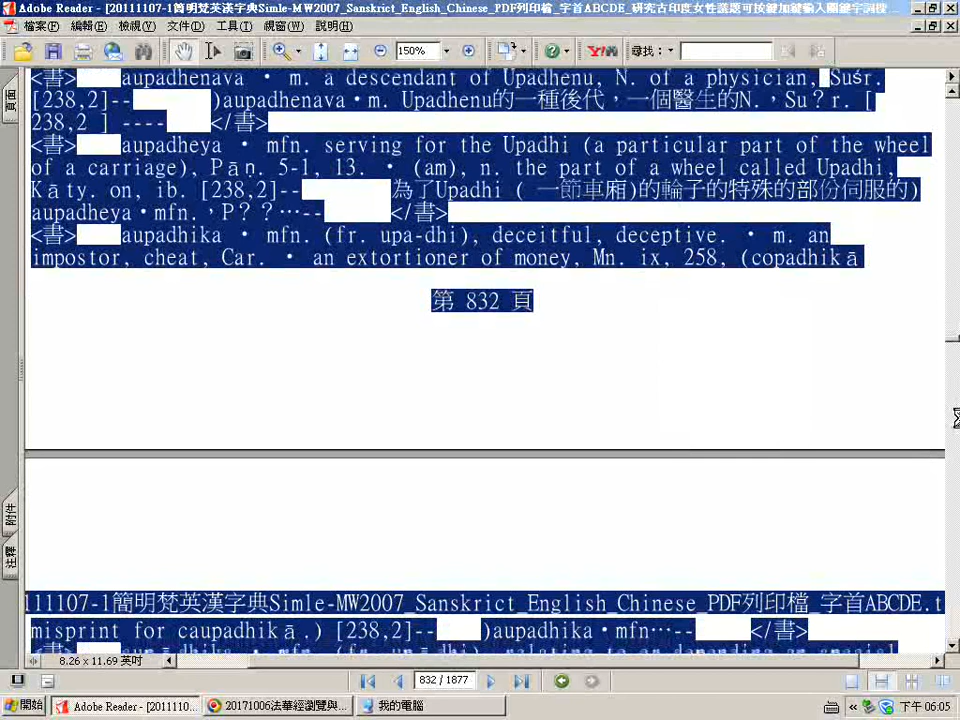 Adobe Reader - [20111107-1簡明梵英漢字典Simle-MW2007_Sanskrict_English_Chinese_PDF列印檔_字首ABCDE_研究古印度女性議題可按鍵加鍵輸入關鍵字詞搜
檔案(F) 編輯(E) 檢視(V) 文件(D) 工具(T) 視窗(W) 說明(H)
150% Y! 尋找：
頁面
<書> aupadhenava • m. a descendant of Upadhenu, N. of a physician, Suśr.
[238,2]-- )aupadhenava•m. Upadhenu的一種後代，一個醫生的N.，Su？r. [
238,2 ] ---- </書>
<書> aupadheya • mfn. serving for the Upadhi (a particular part of the wheel
of a carriage), Pāṇ. 5-1, 13. • (am), n. the part of a wheel called Upadhi,
Kāty. on, ib. [238,2]-- 為了Upadhi ( 一節車廂)的輪子的特殊的部份伺服的)
aupadheya•mfn.，P？？…-- </書>
<書> aupadhika • mfn. (fr. upa-dhi), deceitful, deceptive. • m. an
impostor, cheat, Car. • an extortioner of money, Mn. ix, 258, (copadhikā
第 832 頁
附件
注釋
111107-1簡明梵英漢字典Simle-MW2007_Sanskrict_English_Chinese_PDF列印檔_字首ABCDE.t
misprint for caupadhikā.) [238,2]-- )aupadhika•mfn…-- </書>
8.26 x 11.69 英吋
832 / 1877
開始 Adobe Reader - [2011110... 20171006法華經瀏覽與... 我的電腦 下午 06:05